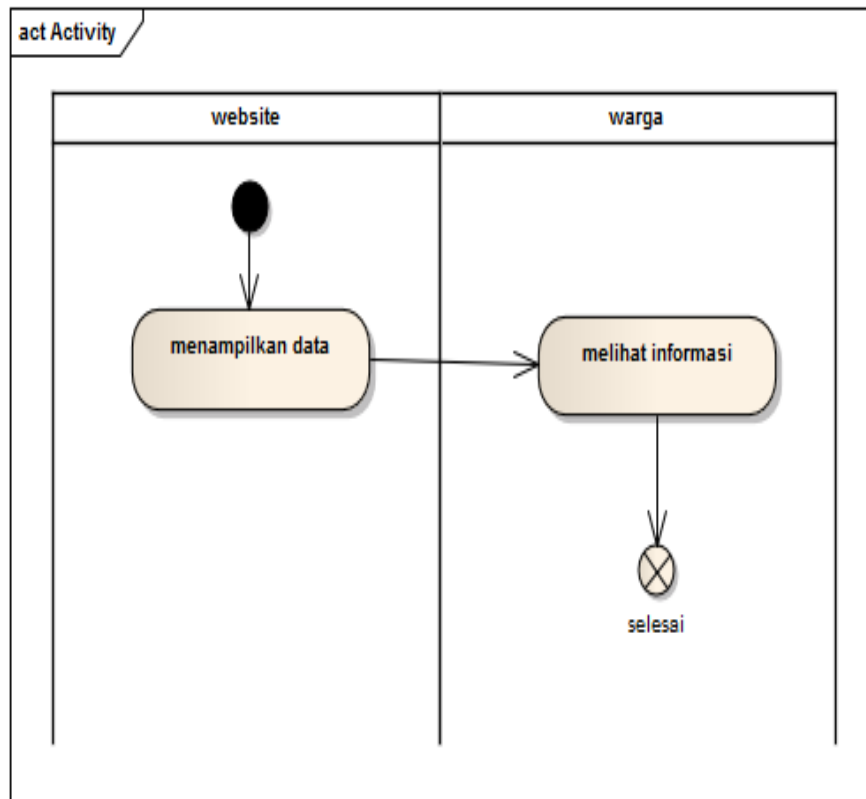 act Activity
website
warga
menampilkan data
melihat informasi
selesai